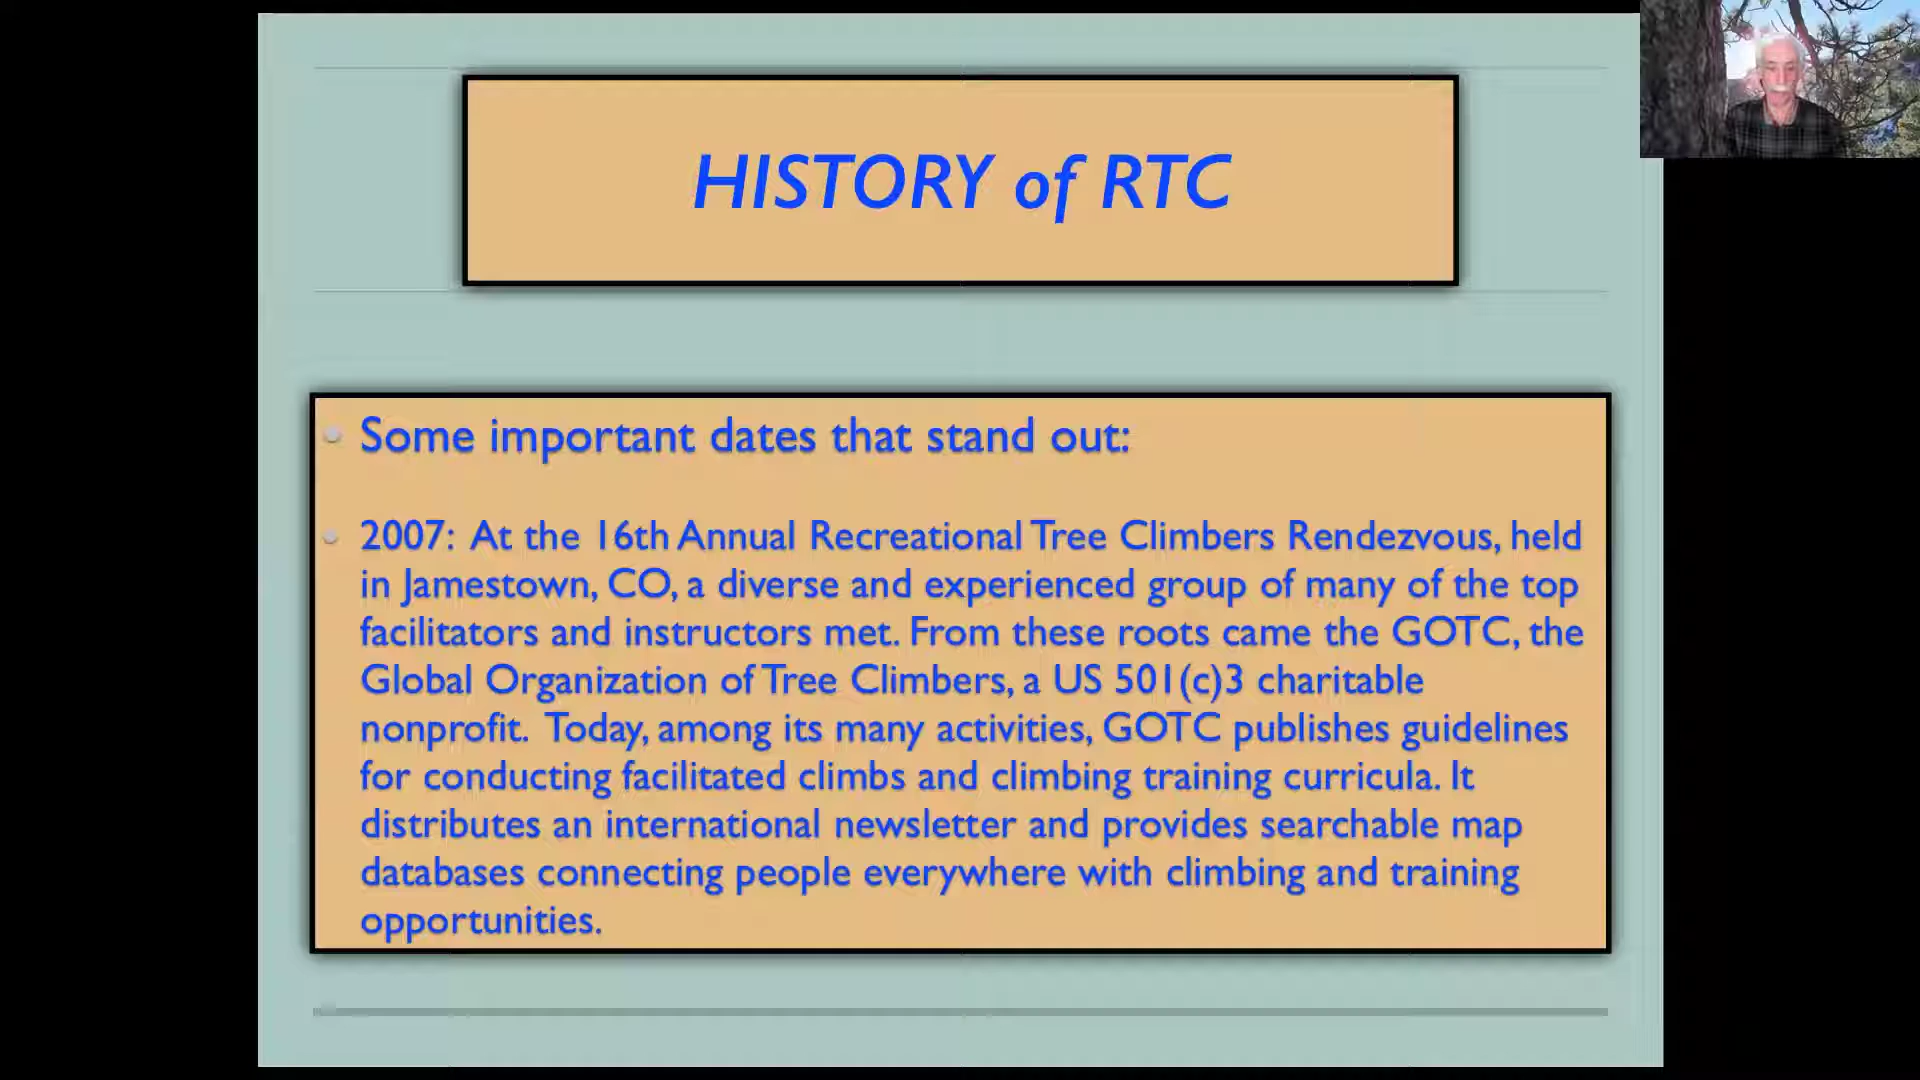 HISTORY of RTC
Some important dates that stand out:
2007: At the 16th Annual Recreational Tree Climbers Rendezvous, held
in Jamestown, CO, a diverse and experienced group of many of the top
facilitators and instructors met. From these roots came the GOTC, the
Global Organization of Tree Climbers, a US 501(c)3 charitable
nonprofit. Today, among its many activities, GOTC publishes guidelines
for conducting facilitated climbs and climbing training curricula. It
distributes an international newsletter and provides searchable map
databases connecting people everywhere with climbing and training
opportunities.